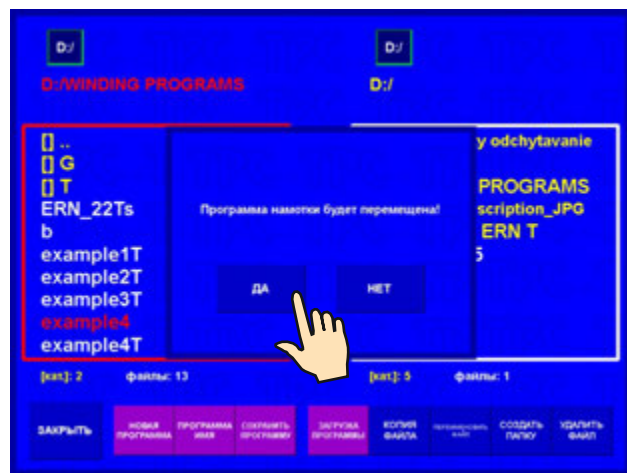 D:/
D:/
D:/WINDING PROGRAMS
D:/
[] ..
[] G
[] T
ERN_22Ts
b
example1T
example2T
example3T
example4
example4T
y odchytavanie
PROGRAMS
scription_JPG
ERN T
5
Программа намотки будет перемещена!
ДА
НЕТ
[кат.]: 2
файлы: 13
[кат.]: 5
файлы: 1
ЗАКРЫТЬ
НОВАЯ
ПРОГРАММА
ПРОГРАММА
ИМЯ
СОХРАНИТЬ
ПРОГРАММУ
ЗАГРУЗКА
ПРОГРАММЫ
КОПИЯ
ФАЙЛА
ПЕРЕИМЕНОВАТЬ
ФАЙЛ
СОЗДАТЬ
ПАПКУ
УДАЛИТЬ
ФАЙЛ